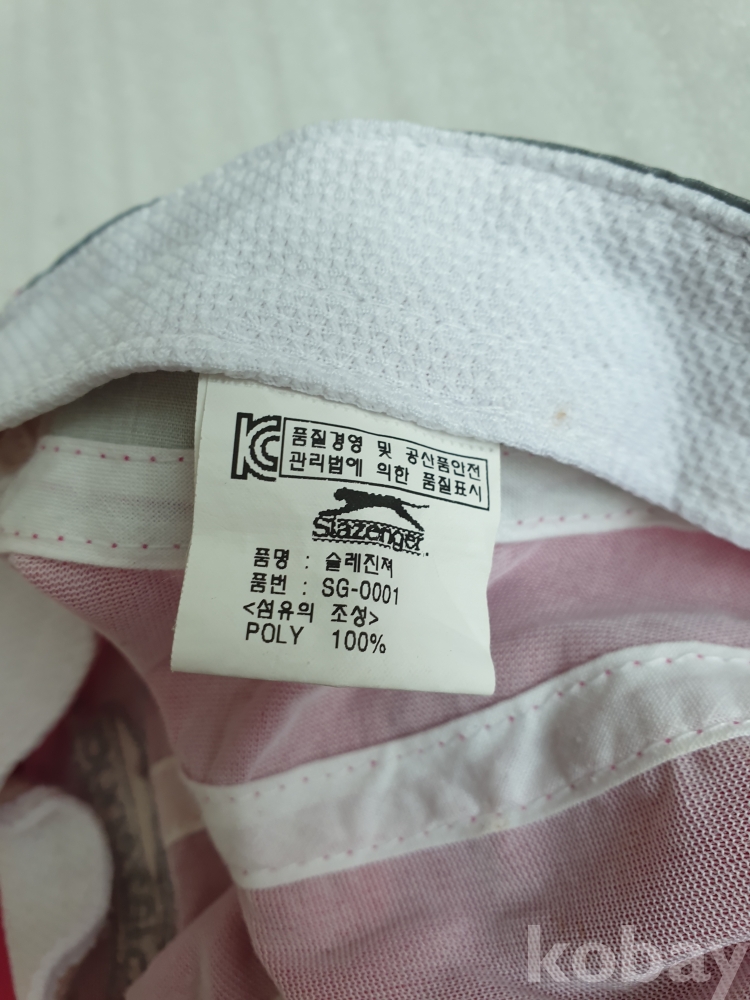 KC 품질경영 및 공산품안전
관리법에 의한 품질표시
Slazenger
품명 : 슬레진져
품번 : SG-0001
<섬유의 조성>
POLY 100%
kobay